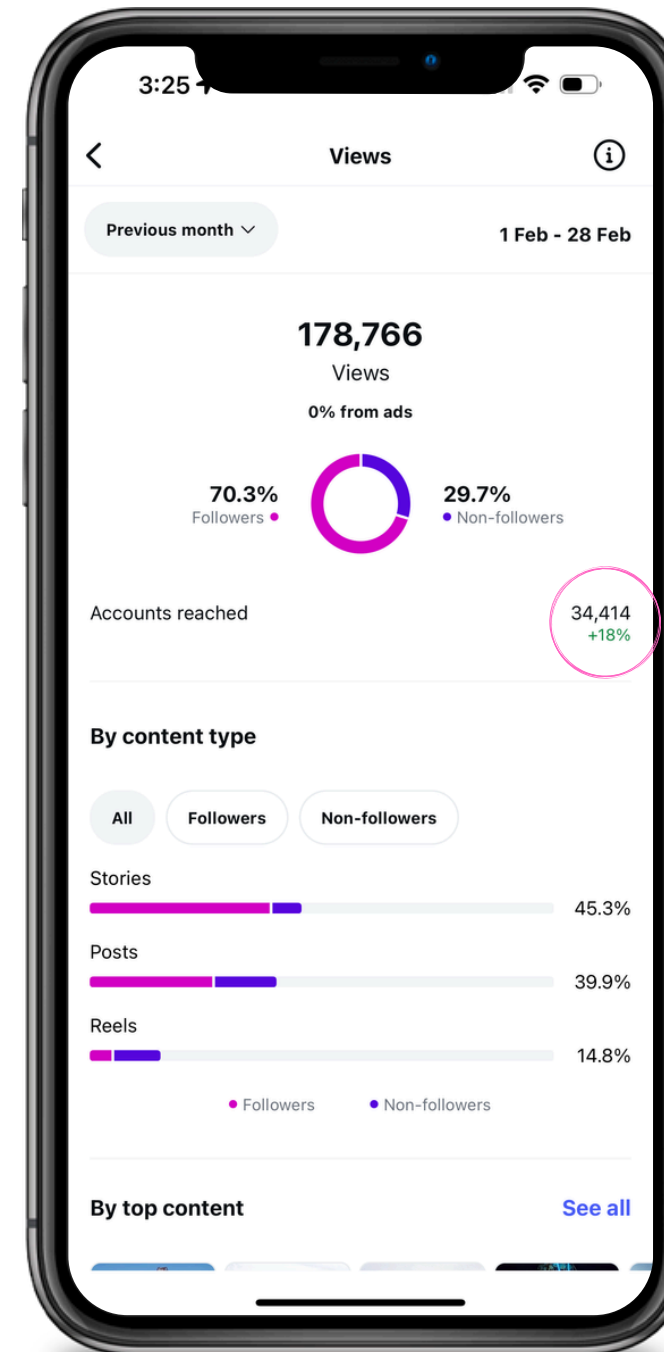 3:25
Views
Previous month
1 Feb - 28 Feb
178,766
Views
0% from ads
70.3%
Followers
29.7%
Non-followers
Accounts reached
34,414
+18%
By content type
All
Followers
Non-followers
Stories
45.3%
Posts
39.9%
Reels
14.8%
Followers
Non-followers
By top content
See all